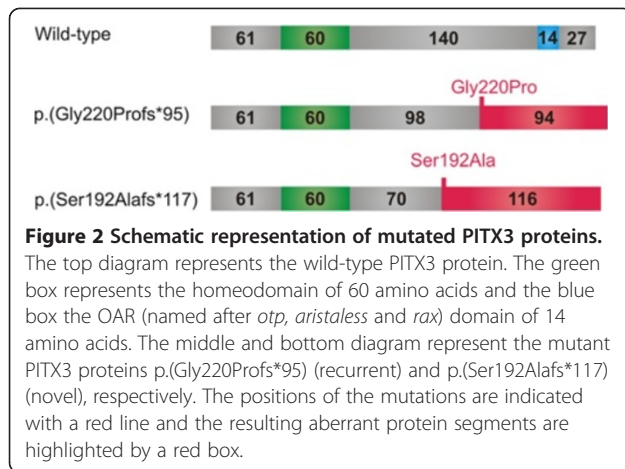 Wild-type
61 60 140 14 27
Gly220Pro
p.(Gly220Profs*95)
61 60 98 94
Ser192Ala
p.(Ser192Alafs*117)
61 60 70 116
Figure 2 Schematic representation of mutated PITX3 proteins.
The top diagram represents the wild-type PITX3 protein. The green
box represents the homeodomain of 60 amino acids and the blue
box the OAR (named after otp, aristaless and rax) domain of 14
amino acids. The middle and bottom diagram represent the mutant
PITX3 proteins p.(Gly220Profs*95) (recurrent) and p.(Ser192Alafs*117)
(novel), respectively. The positions of the mutations are indicated
with a red line and the resulting aberrant protein segments are
highlighted by a red box.